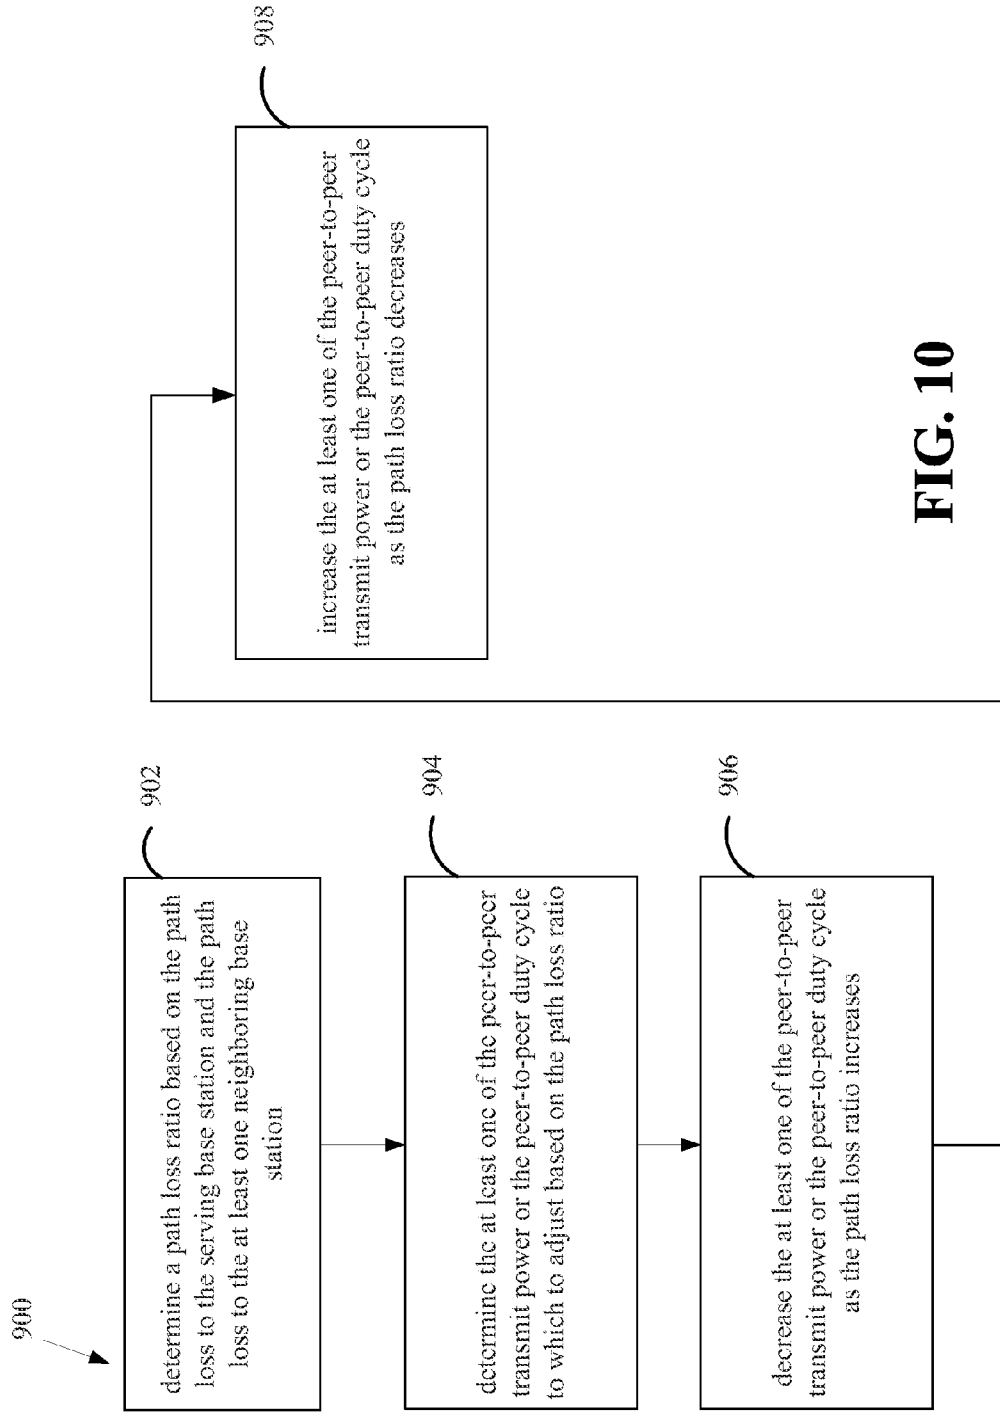 900
902
determine a path loss ratio based on the path
loss to the serving base station and the path
loss to the at least one neighboring base
station
904
determine the at least one of the peer-to-peer
transmit power or the peer-to-peer duty cycle
to which to adjust based on the path loss ratio
906
decrease the at least one of the peer-to-peer
transmit power or the peer-to-peer duty cycle
as the path loss ratio increases
908
increase the at least one of the peer-to-peer
transmit power or the peer-to-peer duty cycle
as the path loss ratio decreases
FIG. 10